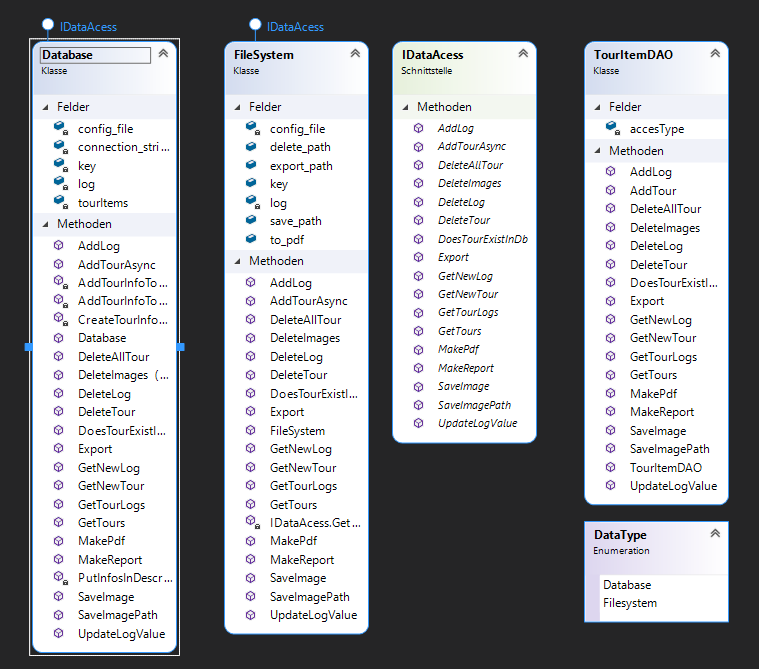 IDataAcess
Database
Klasse
Felder
config_file
connection_stri...
key
log
tourItems
Methoden
AddLog
AddTourAsync
AddTourInfoTo...
AddTourInfoTo...
CreateTourInfo...
Database
DeleteAllTour
DeleteImages (...
DeleteLog
DeleteTour
DoesTourExistI...
Export
GetNewLog
GetNewTour
GetTourLogs
GetTours
MakePdf
MakeReport
PutInfosInDescr...
SaveImage
SaveImagePath
UpdateLogValue
IDataAcess
FileSystem
Klasse
Felder
config_file
delete_path
export_path
key
log
save_path
to_pdf
Methoden
AddLog
AddTourAsync
DeleteAllTour
DeleteImages
DeleteLog
DeleteTour
DoesTourExistI...
Export
FileSystem
GetNewLog
GetNewTour
GetTourLogs
GetTours
IDataAcess.Get...
MakePdf
MakeReport
SaveImage
SaveImagePath
UpdateLogValue
IDataAcess
Schnittstelle
Methoden
AddLog
AddTourAsync
DeleteAllTour
DeleteImages
DeleteLog
DeleteTour
DoesTourExistInDb
Export
GetNewLog
GetNewTour
GetTourLogs
GetTours
MakePdf
MakeReport
SaveImage
SaveImagePath
UpdateLogValue
TourItemDAO
Klasse
Felder
accesType
Methoden
AddLog
AddTour
DeleteAllTour
DeleteImages
DeleteLog
DeleteTour
DoesTourExistI...
Export
GetNewLog
GetNewTour
GetTourLogs
GetTours
MakePdf
MakeReport
SaveImage
SaveImagePath
TourItemDAO
UpdateLogValue
DataType
Enumeration
Database
Filesystem